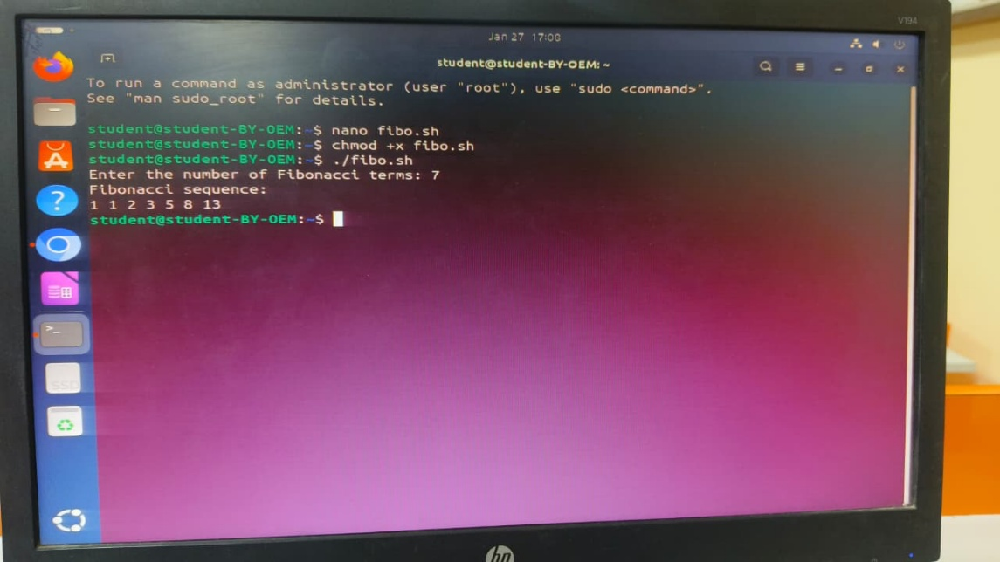 V194
Jan 27 17:08
student@student-BY-OEM: ~
To run a command as administrator (user "root"), use "sudo <command>".
See "man sudo_root" for details.
student@student-BY-OEM:~$ nano fibo.sh
student@student-BY-OEM:~$ chmod +x fibo.sh
student@student-BY-OEM:~$ ./fibo.sh
Enter the number of Fibonacci terms: 7
Fibonacci sequence:
1 1 2 3 5 8 13
student@student-BY-OEM:~$
SSD
hp